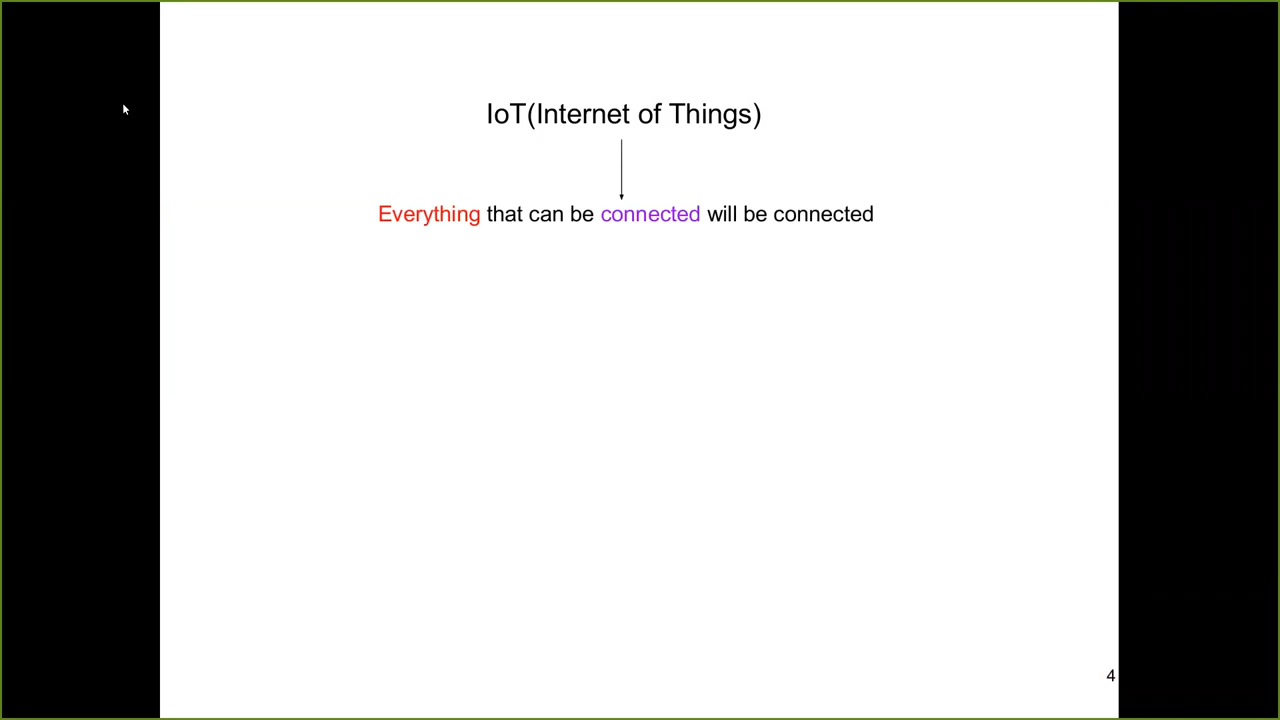 IoT(Internet of Things)
Everything that can be connected will be connected
4